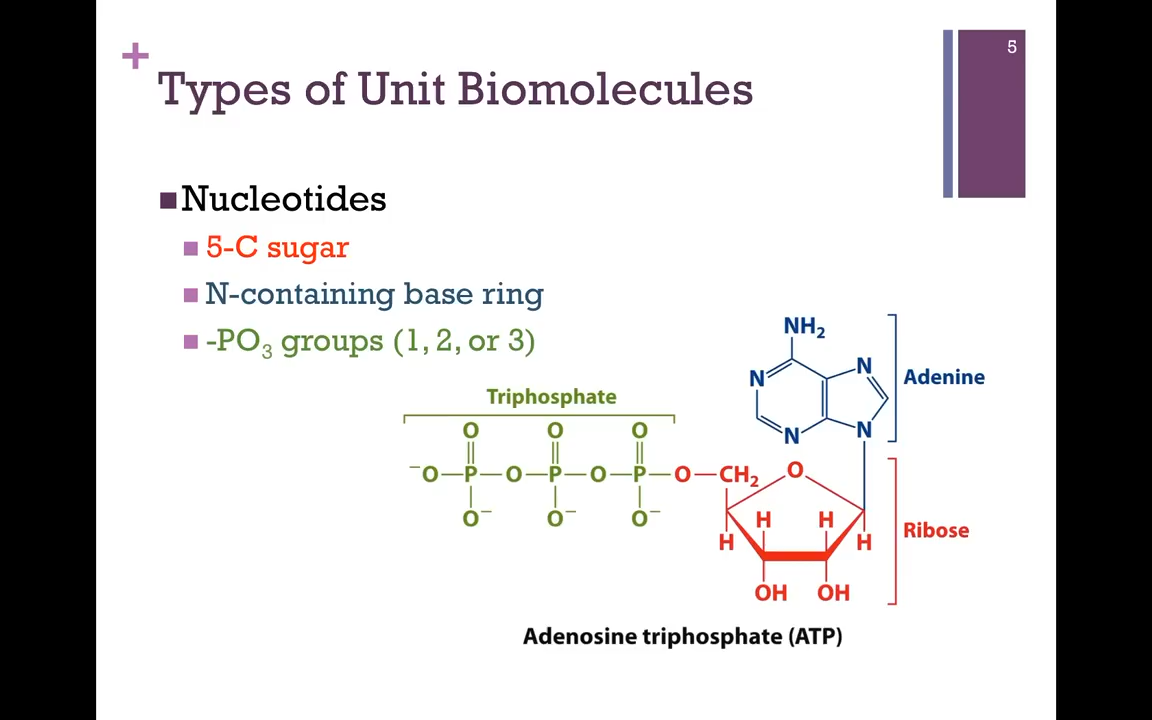 5
+
Types of Unit Biomolecules
Nucleotides
5-C sugar
N-containing base ring
-PO₃ groups (1, 2, or 3)
NH₂
N
N
Adenine
N
N
Triphosphate
O O O
⁻O—P—O—P—O—P—O—CH₂ O
O⁻ O⁻ O⁻
H H
H H
Ribose
OH OH
Adenosine triphosphate (ATP)